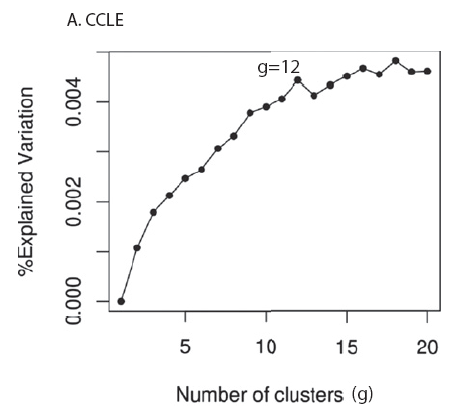 A. CCLE
g=12
%Explained Variation
0.004
0.002
0.000
5 10 15 20
Number of clusters (g)